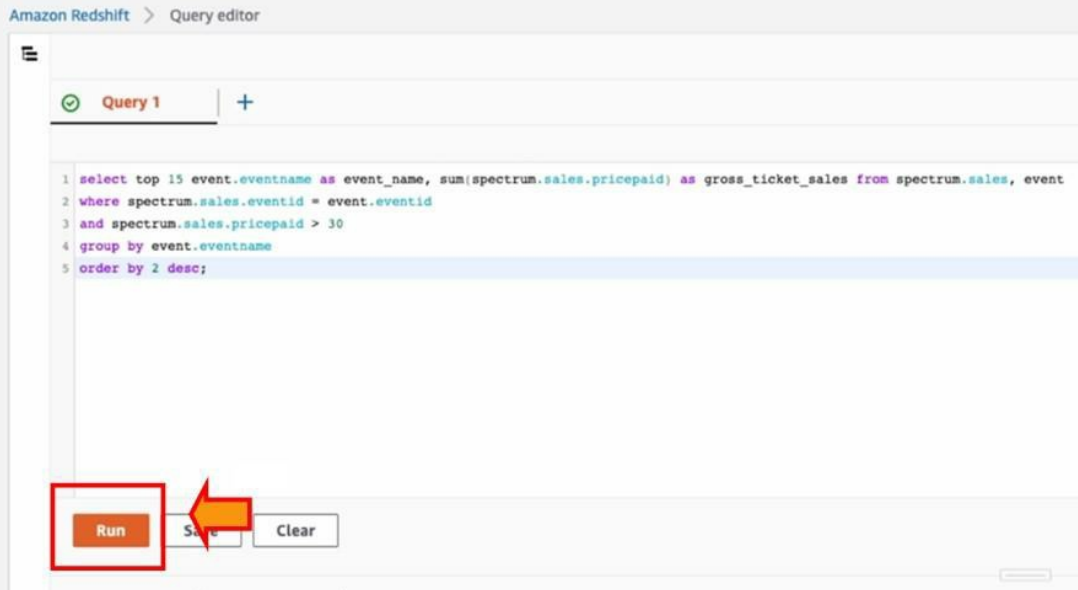 Amazon Redshift > Query editor
Query 1 +
1 select top 15 event.eventname as event_name, sum(spectrum.sales.pricepaid) as gross_ticket_sales from spectrum.sales, event
2 where spectrum.sales.eventid = event.eventid
3 and spectrum.sales.pricepaid > 30
4 group by event.eventname
5 order by 2 desc;
Run Save Clear